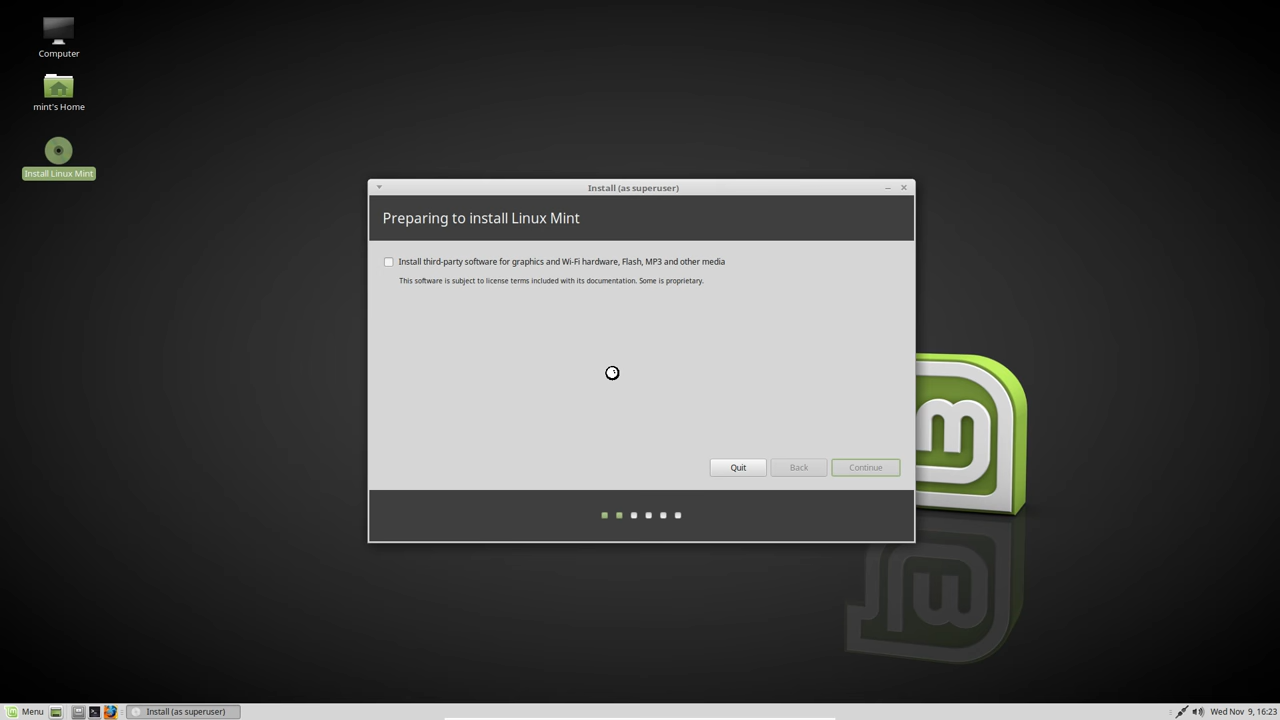 Computer
mint's Home
Install Linux Mint
Install (as superuser)
Preparing to install Linux Mint
Install third-party software for graphics and Wi-Fi hardware, Flash, MP3 and other media
This software is subject to license terms included with its documentation. Some is proprietary.
Quit
Back
Continue
Menu
Install (as superuser)
Wed Nov 9, 16:23